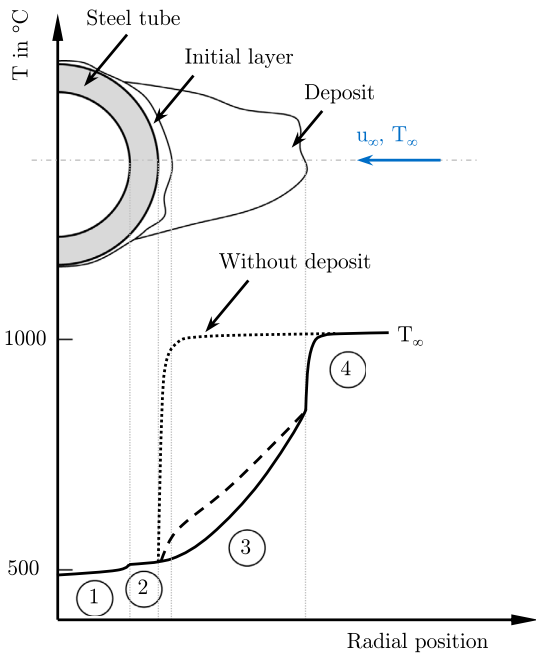 Steel tube
Initial layer
Deposit
u∞, T∞
T in °C
Without deposit
1000
T∞
4
3
500
2
1
Radial position